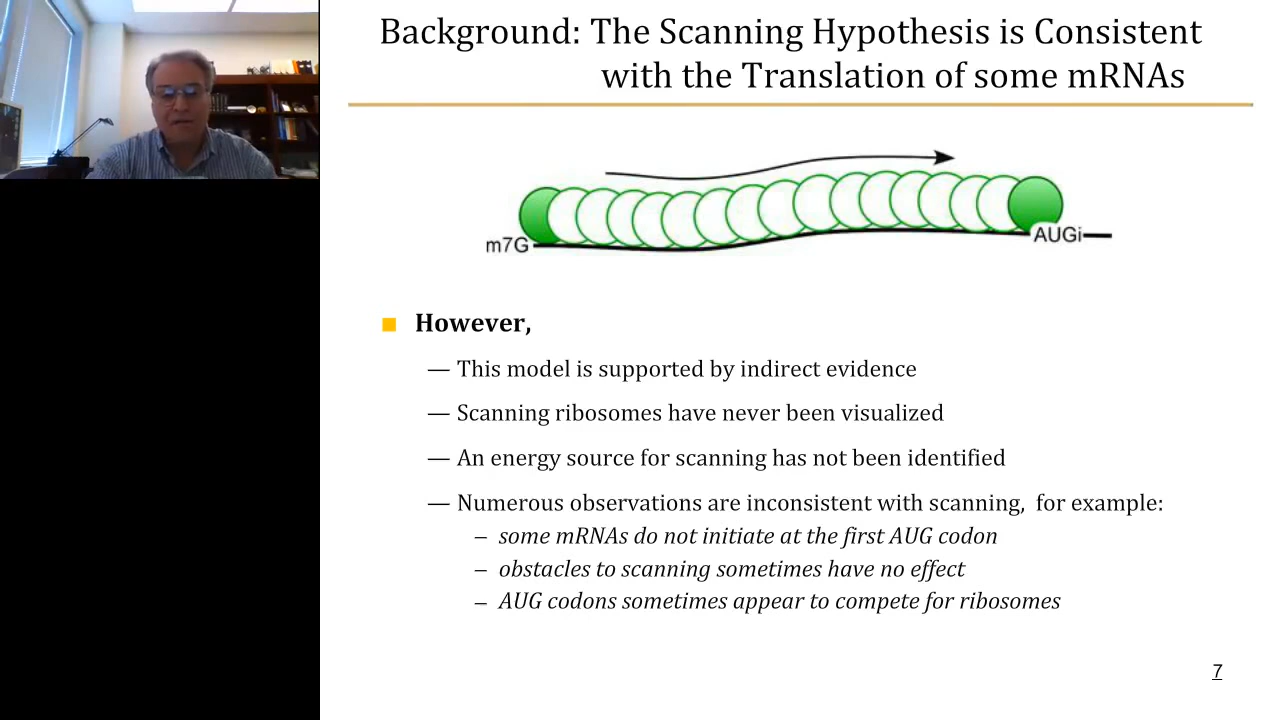 Background: The Scanning Hypothesis is Consistent
with the Translation of some mRNAs
m7G
AUGi
■ However,
— This model is supported by indirect evidence
— Scanning ribosomes have never been visualized
— An energy source for scanning has not been identified
— Numerous observations are inconsistent with scanning, for example:
– some mRNAs do not initiate at the first AUG codon
– obstacles to scanning sometimes have no effect
– AUG codons sometimes appear to compete for ribosomes
7